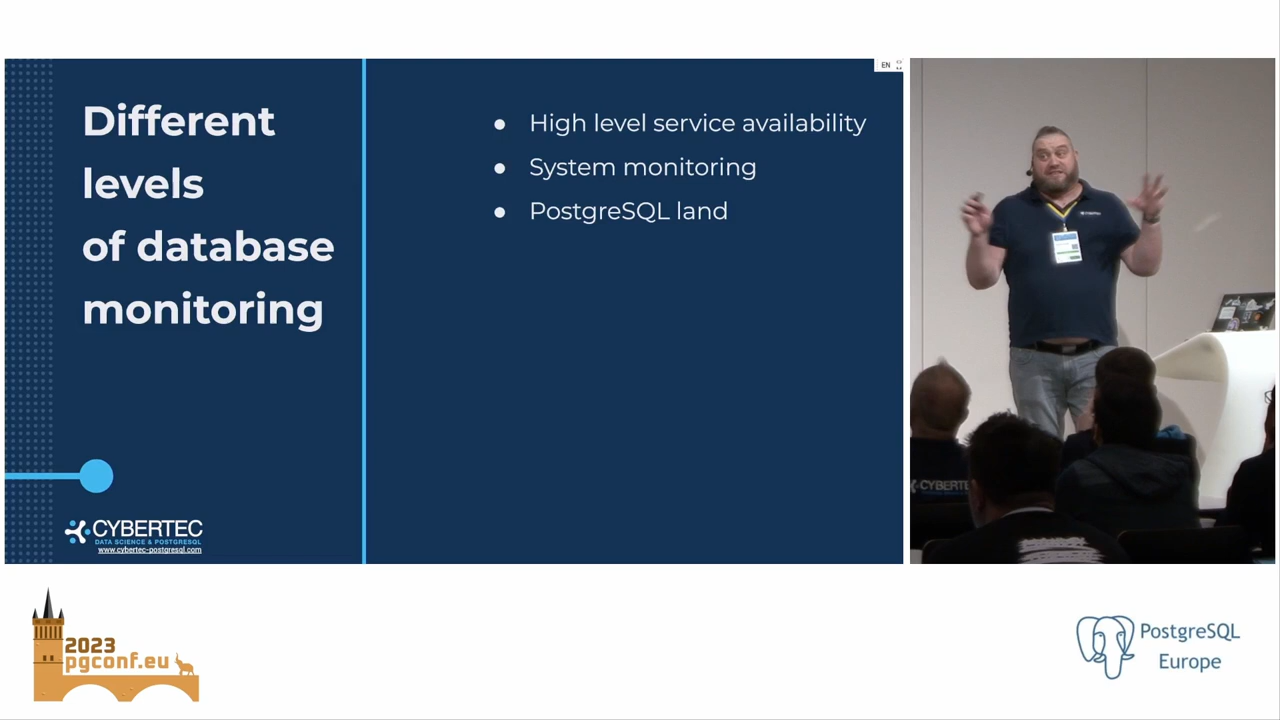 Different
levels
of database
monitoring
EN
High level service availability
System monitoring
PostgreSQL land
CYBERTEC
DATA SCIENCE & POSTGRESQL
www.cybertec-postgresql.com
CYBERTEC
2023
pgconf.eu
PostgreSQL
Europe